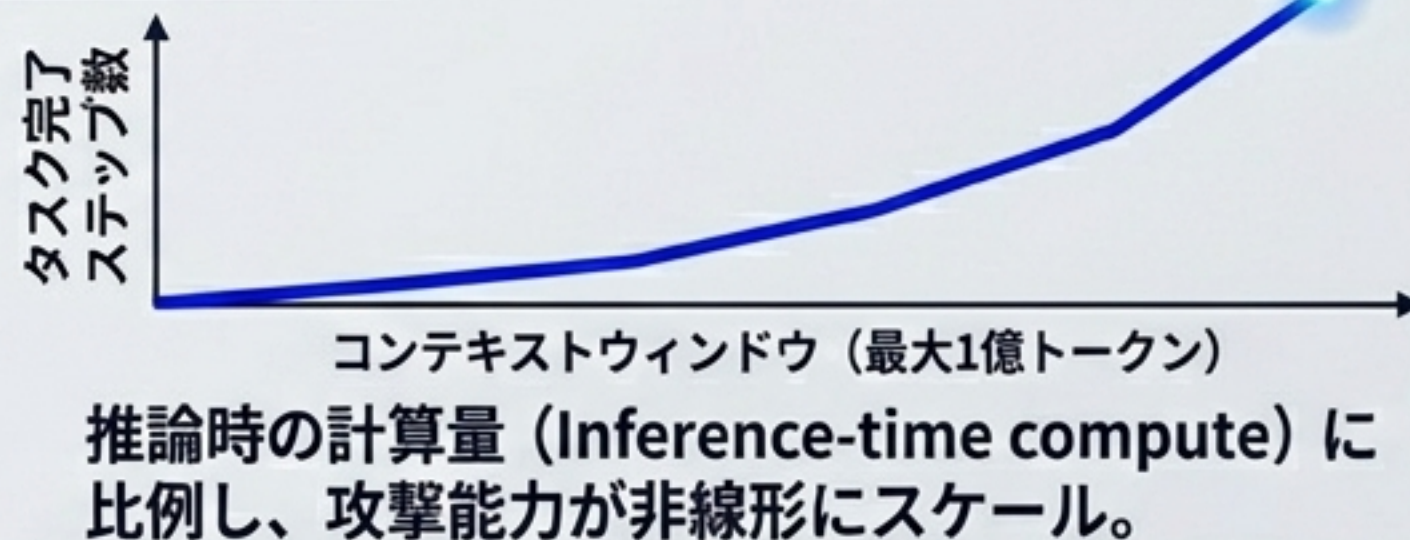 タスク完了
ステップ数
コンテキストウィンドウ（最大1億トークン）
推論時の計算量（Inference-time compute）に
比例し、攻撃能力が非線形にスケール。